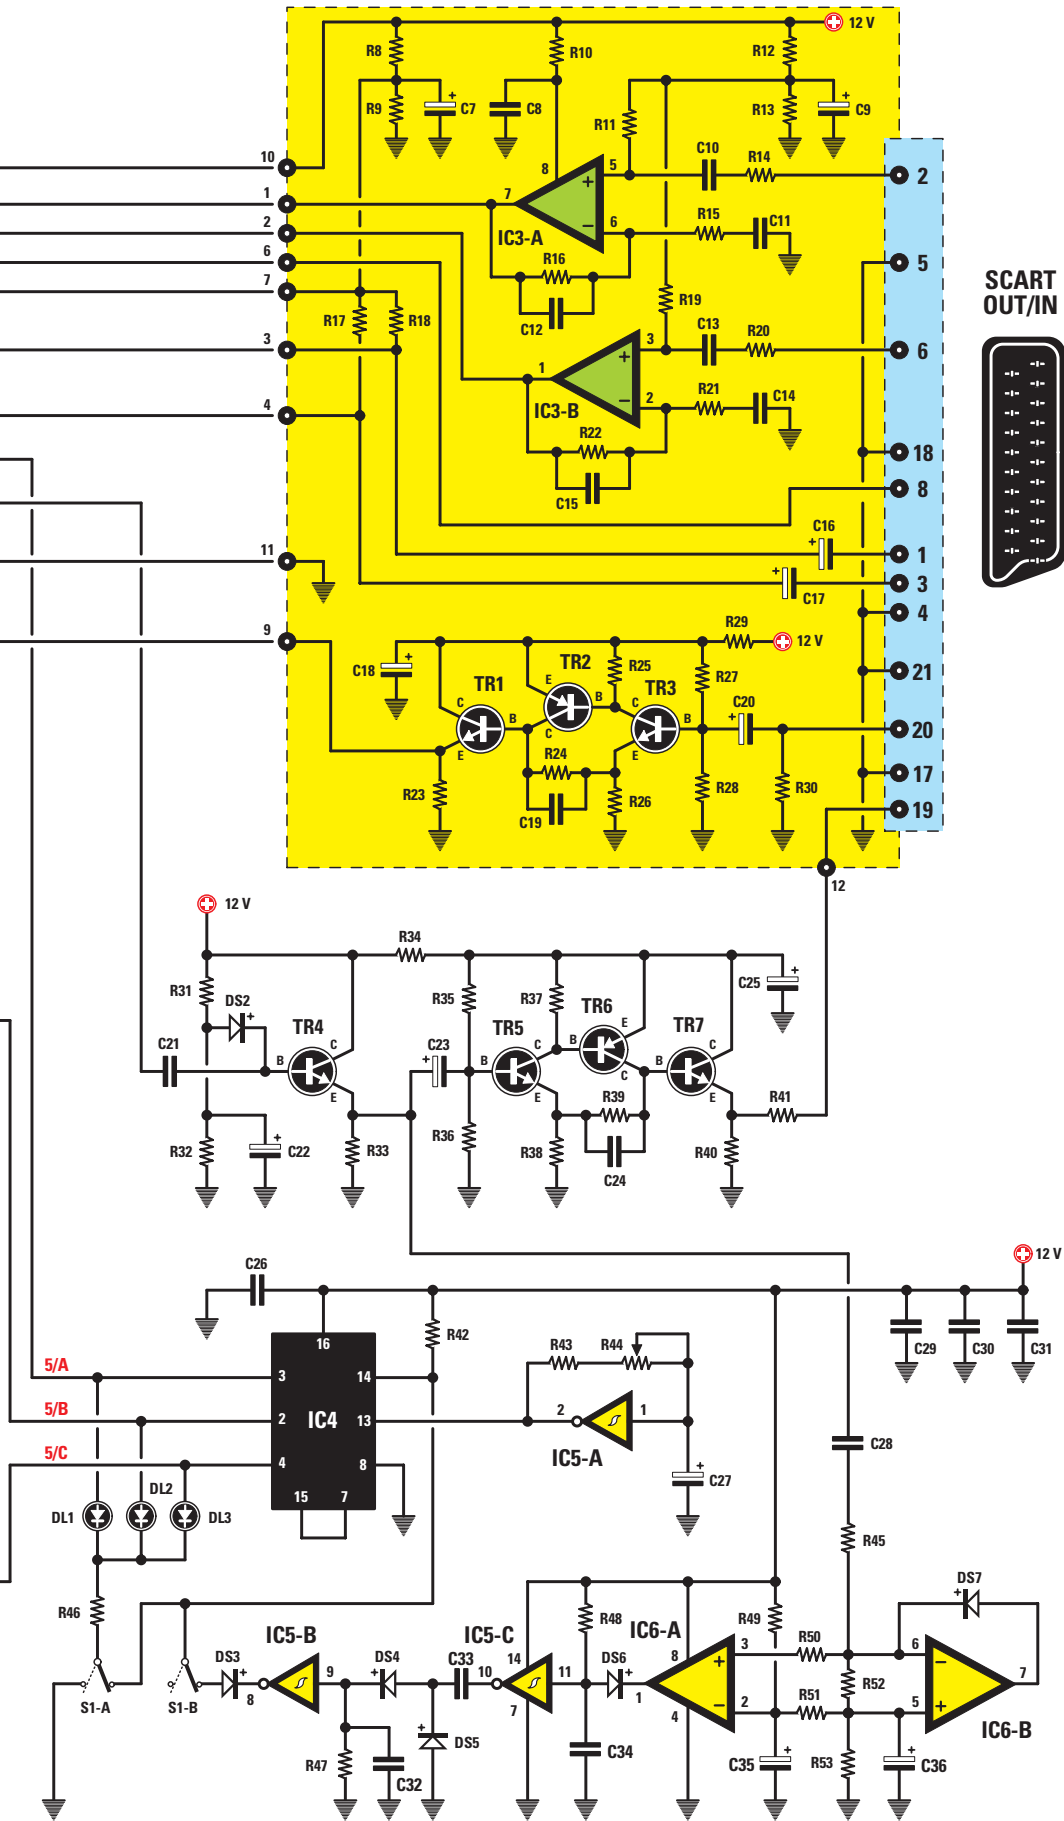 12 V
R8
R10
R12
R9
C7
C8
R11
R13
C9
10
8
5
C10
R14
2
1
7
+
2
IC3-A
6
−
R15
C11
6
R16
5
SCART
OUT/IN
7
R17
R18
C12
R19
3
1
3
C13
R20
6
+
4
IC3-B
2
−
R21
C14
R22
18
C15
8
C16
1
11
C17
3
4
9
R29
12 V
C18
TR1
TR2
R25
TR3
R27
21
C20
20
E
B
C
C
B
C
B
E
E
R24
R23
C19
R26
R28
R30
17
19
12
12 V
R34
R31
DS2
R35
R37
TR6
C25
C21
TR4
C23
TR5
TR7
B
C
E
B
C
E
B
E
C
B
C
E
R39
R41
R32
C22
R33
R36
R38
C24
R40
C26
12 V
16
R42
R43
R44
C29
C30
C31
5/A
3
14
5/B
2
IC4
13
2
1
IC5-A
C28
5/C
4
8
C27
DL1
DL2
DL3
15
7
R45
DS7
R46
IC5-B
IC5-C
R48
IC6-A
R49
DS3
DS4
C33
14
DS6
8
3
R50
6
−
9
10
11
+
7
S1-A
S1-B
8
1
R52
7
4
−
2
R51
5
+
IC6-B
DS5
R47
C32
C34
C35
R53
C36